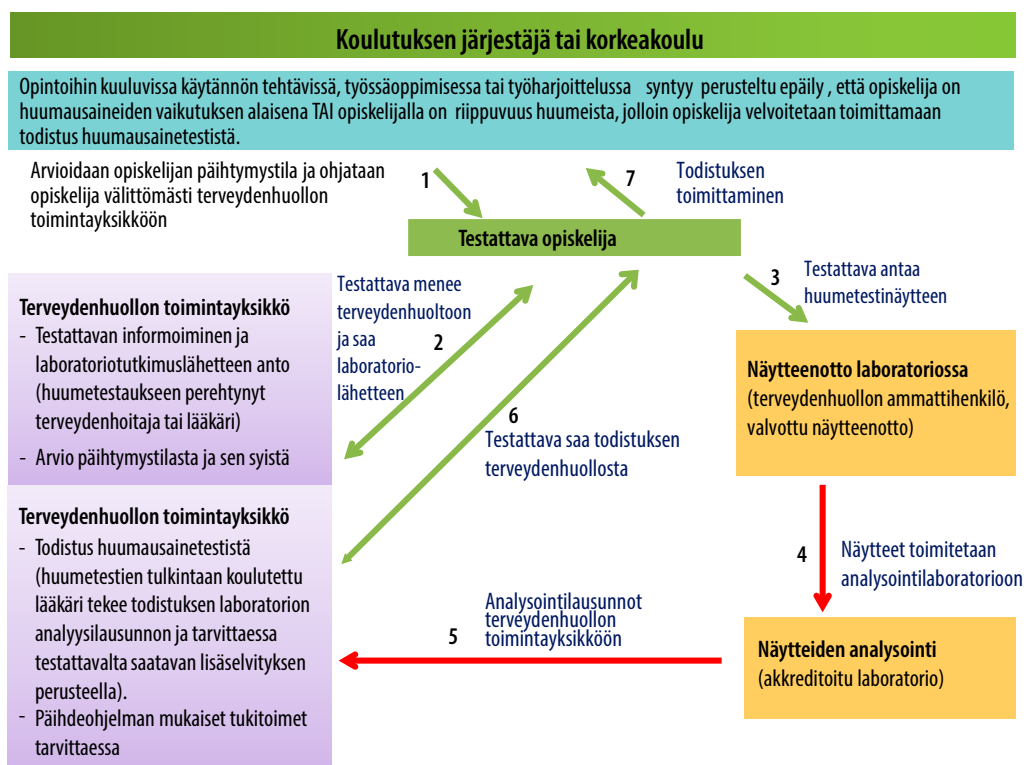 Koulutuksen järjestäjä tai korkeakoulu
Opintoihin kuuluvissa käytännön tehtävissä, työssäoppimisessa tai työharjoittelussa syntyy perusteltu epäily , että opiskelija on
huumausaineiden vaikutuksen alaisena TAI opiskelijalla on riippuvuus huumeista, jolloin opiskelija velvoitetaan toimittamaan
todistus huumausainetestistä.
Arvioidaan opiskelijan päihtymystila ja ohjataan
opiskelija välittömästi terveydenhuollon
toimintayksikköön
1
7
Todistuksen
toimittaminen
Testattava opiskelija
Terveydenhuollon toimintayksikkö
- Testattavan informoiminen ja
laboratoriotutkimuslähetteen anto
(huumetestaukseen perehtynyt
terveydenhoitaja tai lääkäri)
- Arvio päihtymystilasta ja sen syistä
Testattava menee
terveydenhuoltoon
ja saa
laboratorio-
lähetteen
2
3
Testattava antaa
huumetestinäytteen
Näytteenotto laboratoriossa
(terveydenhuollon ammattihenkilö,
valvottu näytteenotto)
6
Testattava saa todistuksen
terveydenhuollosta
4
Näytteet toimitetaan
analysointilaboratorioon
Terveydenhuollon toimintayksikkö
- Todistus huumausainetestistä
(huumetestien tulkintaan koulutettu
lääkäri tekee todistuksen laboratorion
analyysilausunnon ja tarvittaessa
testattavalta saatavan lisäselvityksen
perusteella).
- Päihdeohjelman mukaiset tukitoimet
tarvittaessa
5
Analysointilausunnot
terveydenhuollon
toimintayksikköön
Näytteiden analysointi
(akkreditoitu laboratorio)